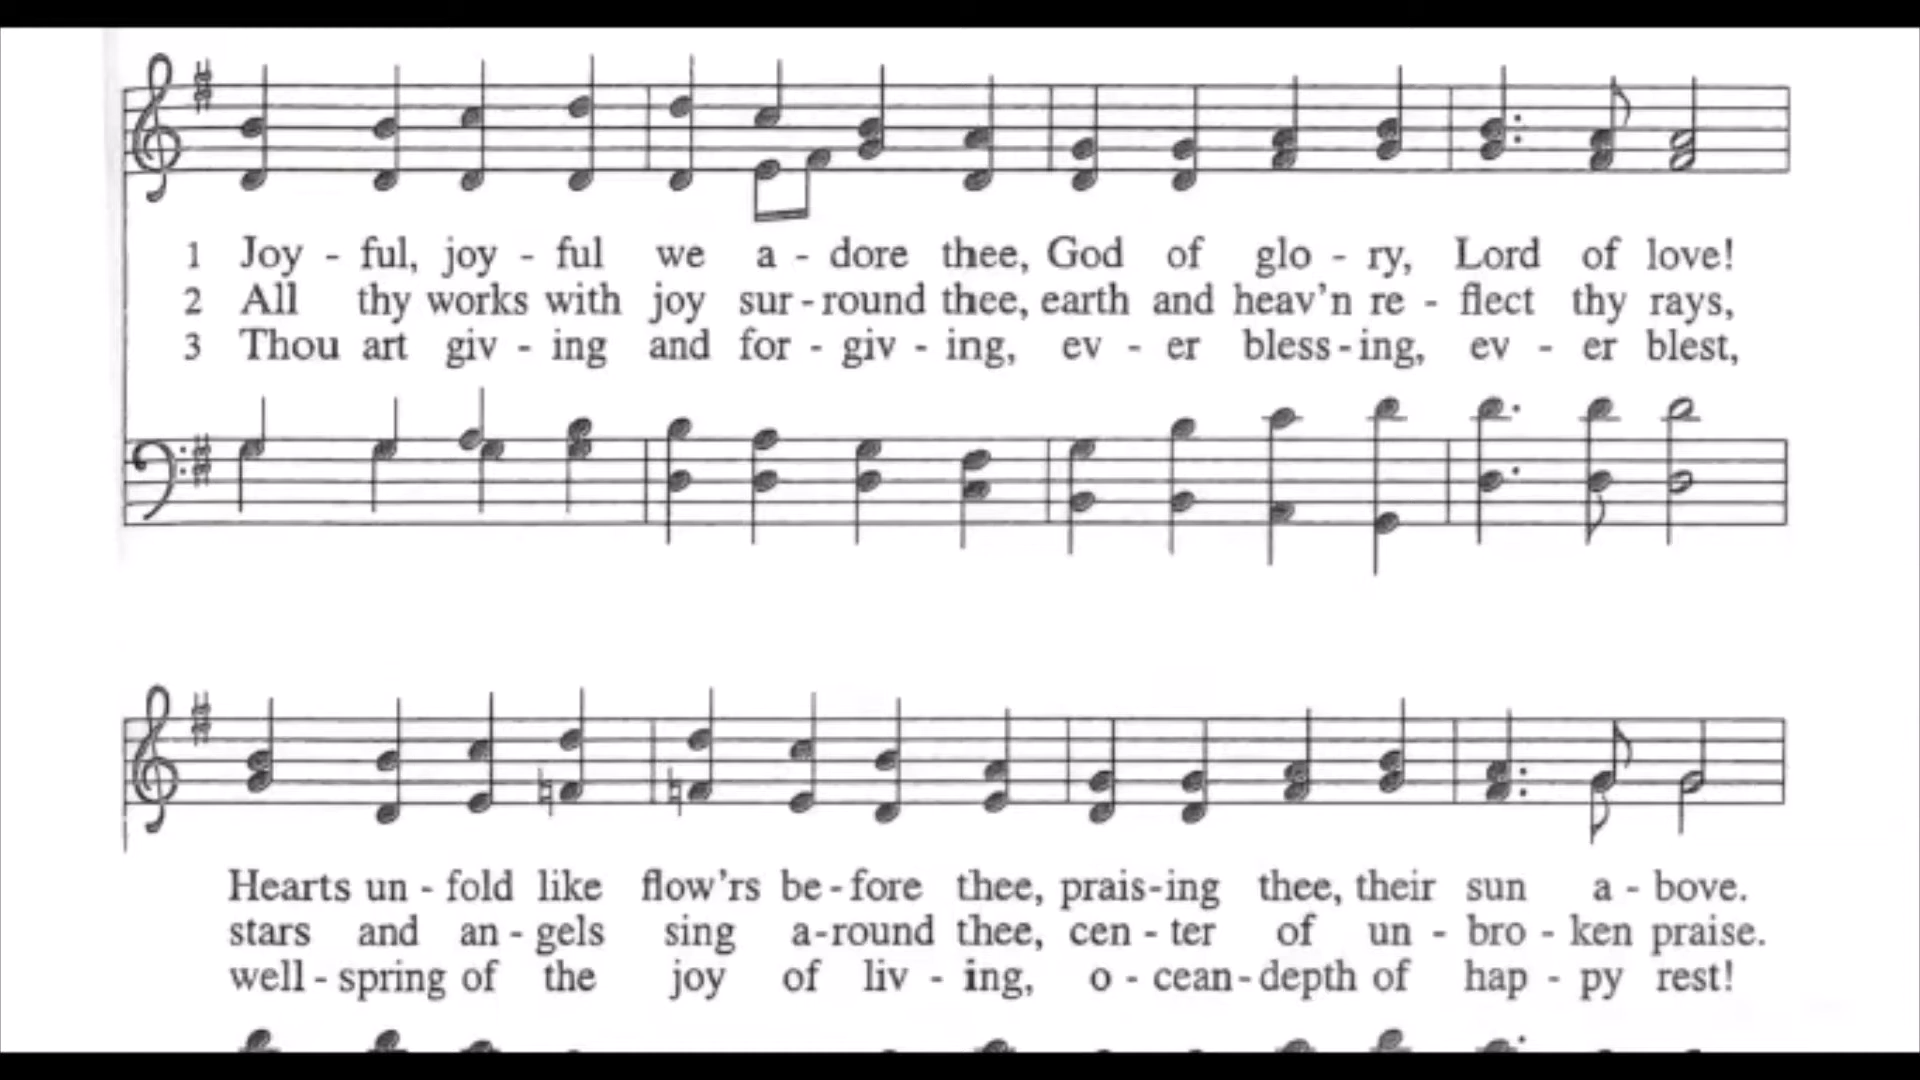 1 Joy - ful, joy - ful we a - dore thee, God of glo - ry, Lord of love!
2 All thy works with joy sur - round thee, earth and heav'n re - flect thy rays,
3 Thou art giv - ing and for - giv - ing, ev - er bless - ing, ev - er blest,
Hearts un - fold like flow'rs be - fore thee, prais - ing thee, their sun a - bove.
stars and an - gels sing a - round thee, cen - ter of un - bro - ken praise.
well - spring of the joy of liv - ing, o - cean - depth of hap - py rest!